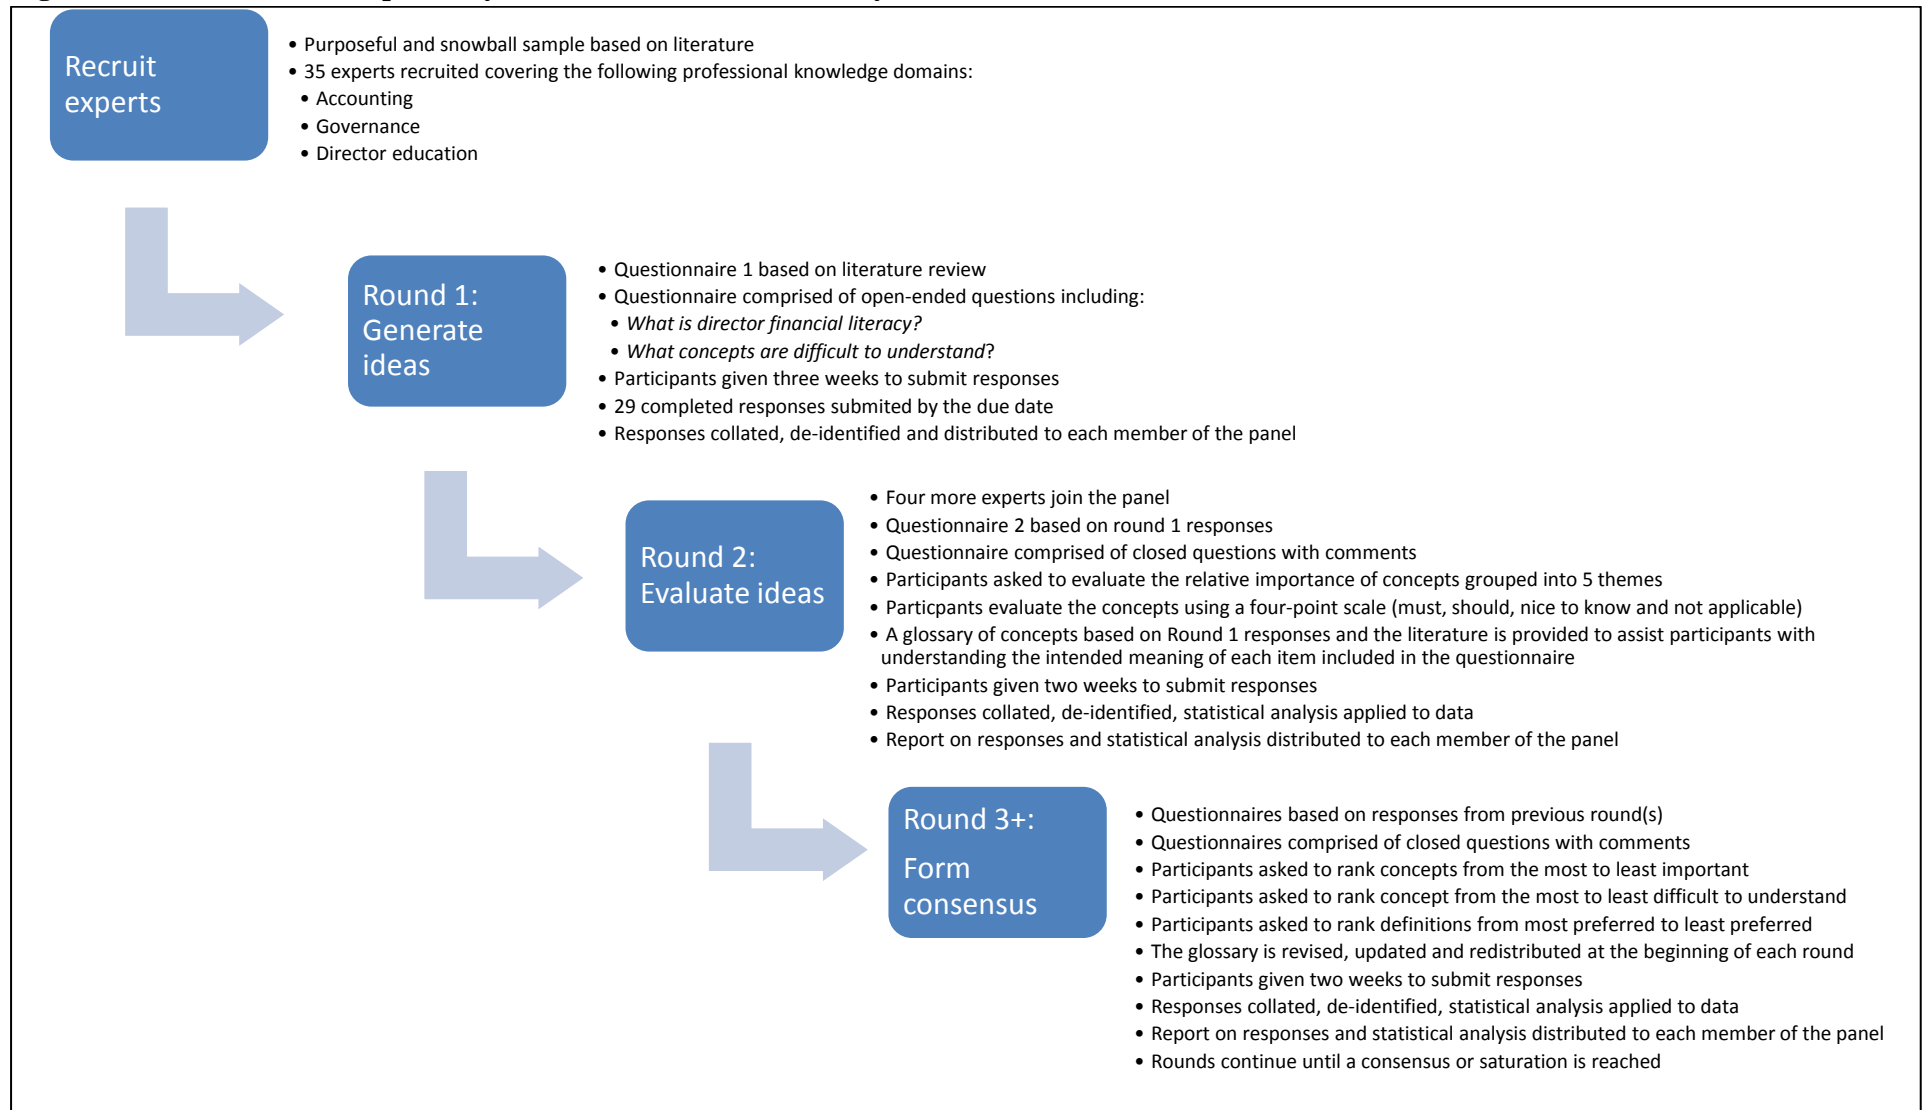 Recruit
experts
• Purposeful and snowball sample based on literature
• 35 experts recruited covering the following professional knowledge domains:
• Accounting
• Governance
• Director education
Round 1:
Generate
ideas
• Questionnaire 1 based on literature review
• Questionnaire comprised of open-ended questions including:
• What is director financial literacy?
• What concepts are difficult to understand?
• Participants given three weeks to submit responses
• 29 completed responses submited by the due date
• Responses collated, de-identified and distributed to each member of the panel
Round 2:
Evaluate ideas
• Four more experts join the panel
• Questionnaire 2 based on round 1 responses
• Questionnaire comprised of closed questions with comments
• Participants asked to evaluate the relative importance of concepts grouped into 5 themes
• Particpants evaluate the concepts using a four-point scale (must, should, nice to know and not applicable)
• A glossary of concepts based on Round 1 responses and the literature is provided to assist participants with
understanding the intended meaning of each item included in the questionnaire
• Participants given two weeks to submit responses
• Responses collated, de-identified, statistical analysis applied to data
• Report on responses and statistical analysis distributed to each member of the panel
Round 3+:
Form
consensus
• Questionnaires based on responses from previous round(s)
• Questionnaires comprised of closed questions with comments
• Participants asked to rank concepts from the most to least important
• Participants asked to rank concept from the most to least difficult to understand
• Participants asked to rank definitions from most preferred to least preferred
• The glossary is revised, updated and redistributed at the beginning of each round
• Participants given two weeks to submit responses
• Responses collated, de-identified, statistical analysis applied to data
• Report on responses and statistical analysis distributed to each member of the panel
• Rounds continue until a consensus or saturation is reached